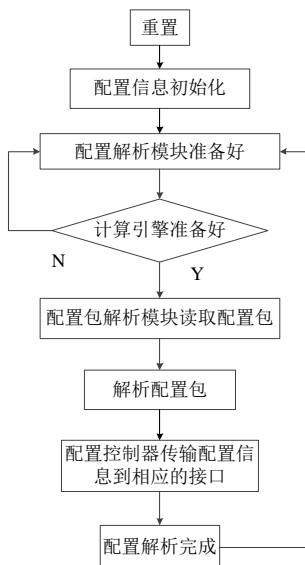 重置
配置信息初始化
配置解析模块准备好
计算引擎准备好
N
Y
配置包解析模块读取配置包
解析配置包
配置控制器传输配置信
息到相应的接口
配置解析完成